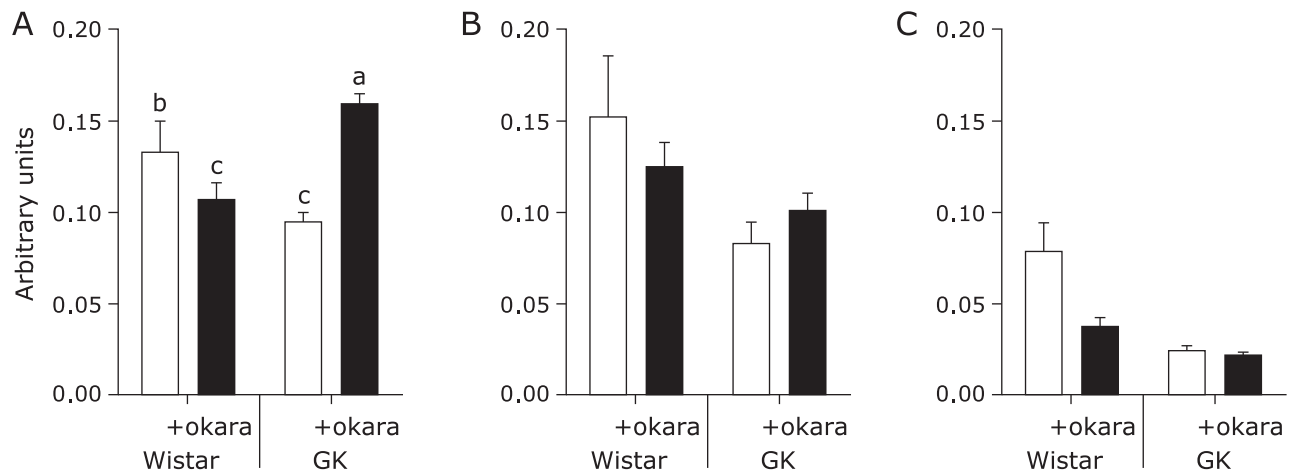 A
Arbitrary units
0.20
0.15
0.10
0.05
0.00
b
c
c
a
+okara
+okara
Wistar
GK
B
0.20
0.15
0.10
0.05
0.00
+okara
+okara
Wistar
GK
C
0.20
0.15
0.10
0.05
0.00
+okara
+okara
Wistar
GK